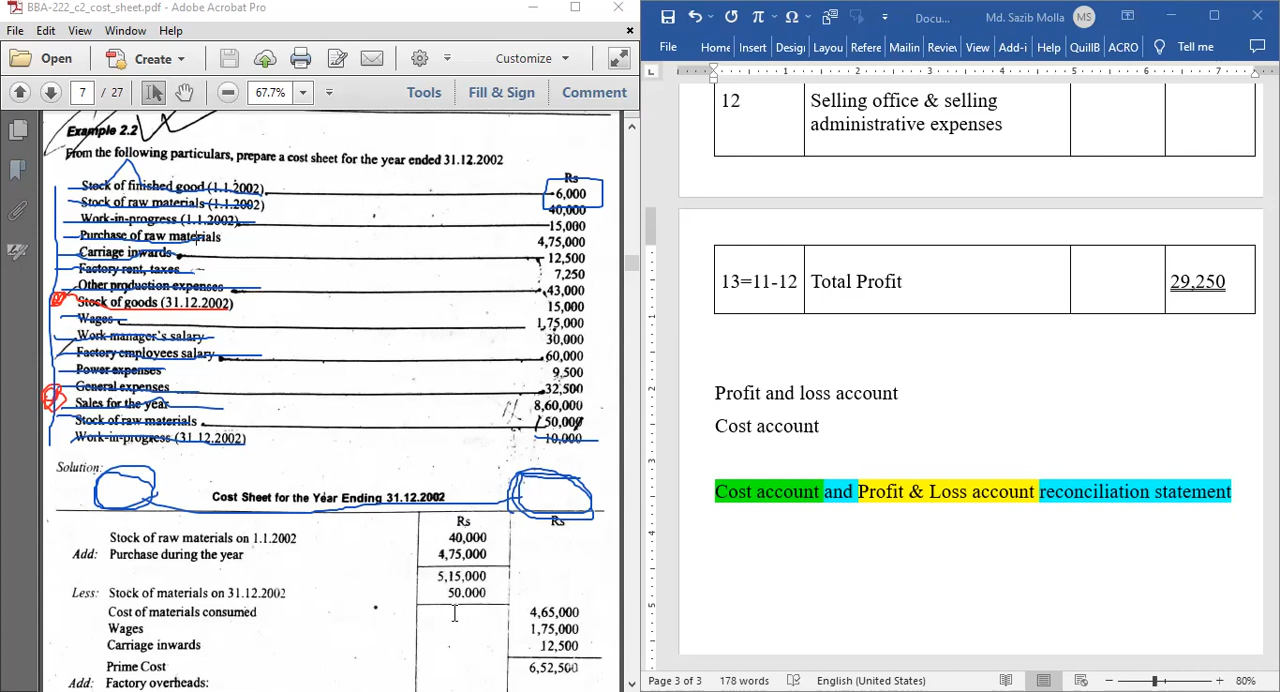 BBA-222_c2_cost_sheet.pdf - Adobe Acrobat Pro
File Edit View Window Help
Open Create Customize
7 / 27 67.7% Tools Fill & Sign Comment
Example 2.2
From the following particulars, prepare a cost sheet for the year ended 31.12.2002
Rs
Stock of finished good (1.1.2002) 6,000
Stock of raw materials (1.1.2002) 40,000
Work-in-progress (1.1.2002) 15,000
Purchase of raw materials 4,75,000
Carriage inwards 12,500
Factory rent, taxes 7,250
Other production expenses 43,000
Stock of goods (31.12.2002) 15,000
Wages 1,75,000
Work manager's salary 30,000
Factory employees salary 60,000
Power expenses 9,500
General expenses 32,500
Sales for the year 8,60,000
Stock of raw materials 50,000
Work-in-progress (31.12.2002) 10,000
Solution:
Cost Sheet for the Year Ending 31.12.2002
Rs Rs
Stock of raw materials on 1.1.2002 40,000
Add: Purchase during the year 4,75,000
5,15,000
Less: Stock of materials on 31.12.2002 50.000
Cost of materials consumed 4,65,000
Wages 1,75,000
Carriage inwards 12,500
Prime Cost 6,52,500
Add: Factory overheads:
Docu... Md. Sazib Molla MS
File Home Insert Desig Layou Refere Mailin Reviev View Add-i Help QuillB ACRO Tell me
1 2 3 4 5 6 7
12 Selling office & selling
administrative expenses
13=11-12 Total Profit 29,250
Profit and loss account
Cost account
Cost account and Profit & Loss account reconciliation statement
Page 3 of 3 178 words English (United States) 80%